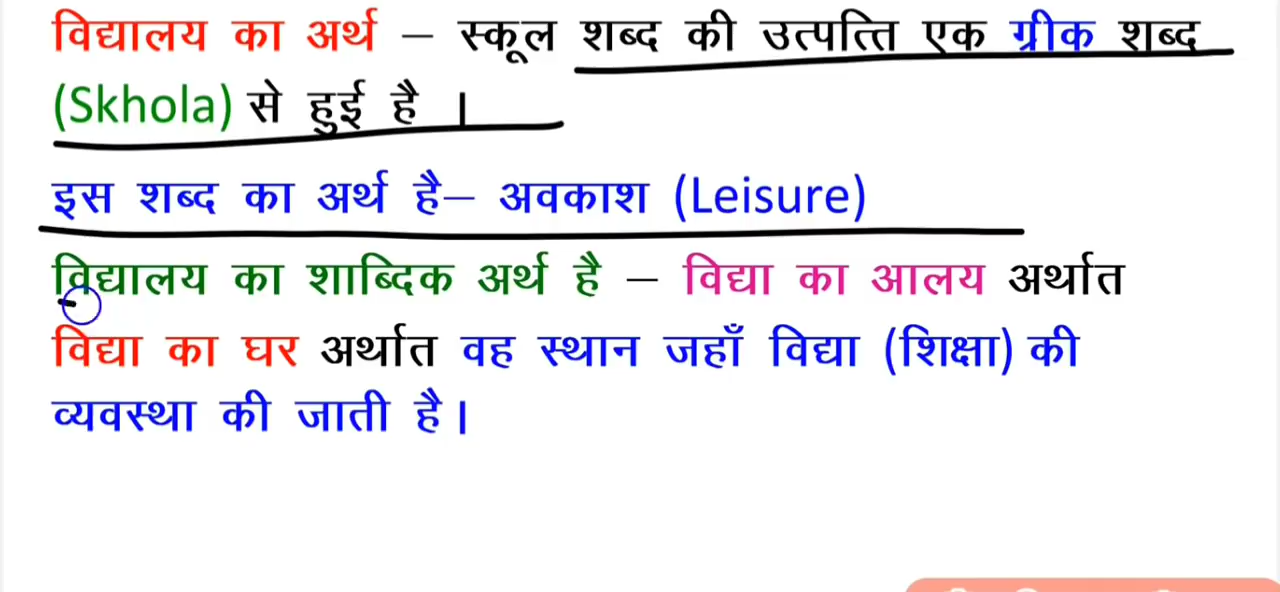 विद्यालय का अर्थ – स्कूल शब्द की उत्पत्ति एक ग्रीक शब्द
(Skhola) से हुई है ।
इस शब्द का अर्थ है– अवकाश (Leisure)
विद्यालय का शाब्दिक अर्थ है – विद्या का आलय अर्थात
विद्या का घर अर्थात वह स्थान जहाँ विद्या (शिक्षा) की
व्यवस्था की जाती है।